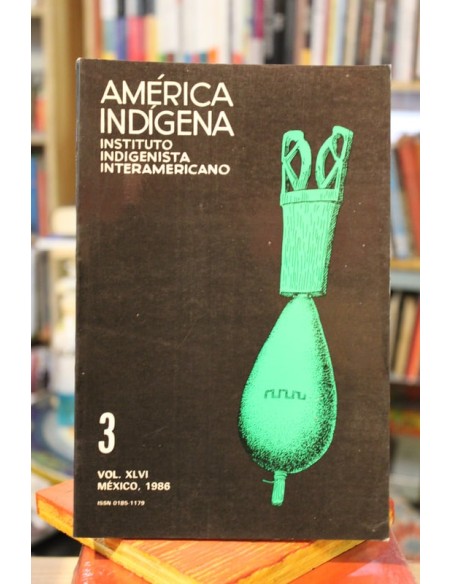 AMÉRICA
INDÍGENA
INSTITUTO
INDIGENISTA
INTERAMERICANO
3
VOL. XLVI
MÉXICO, 1986
ISSN 0185-1179